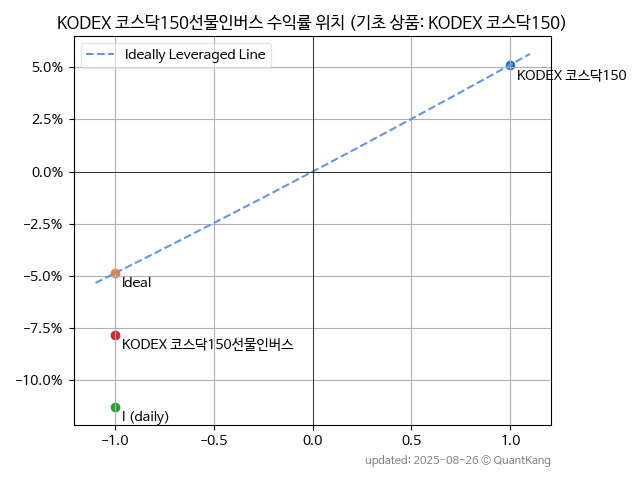 KODEX 코스닥150선물인버스 수익률 위치 (기초 상품: KODEX 코스닥150)
Ideally Leveraged Line
5.0%
2.5%
0.0%
−2.5%
−5.0%
−7.5%
−10.0%
KODEX 코스닥150
Ideal
KODEX 코스닥150선물인버스
I (daily)
−1.0 −0.5 0.0 0.5 1.0
updated: 2025-08-26 © QuantKang